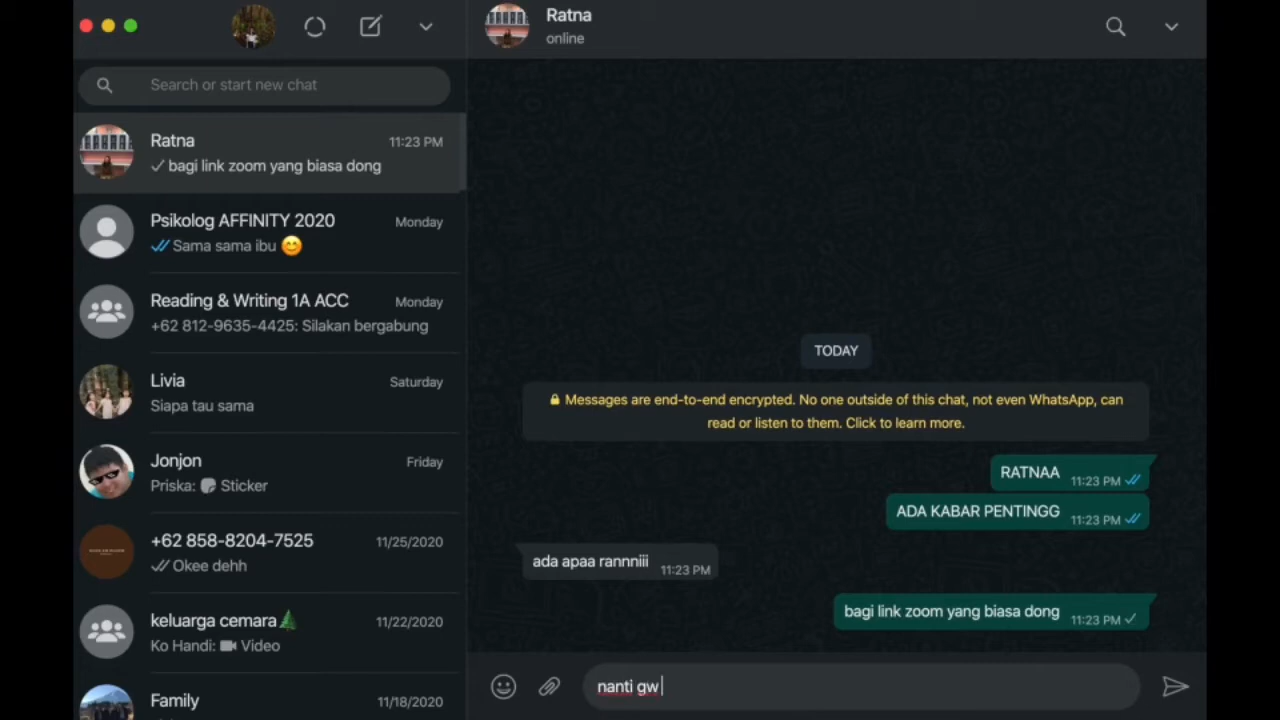 Search or start new chat
Ratna
11:23 PM
bagi link zoom yang biasa dong
Psikolog AFFINITY 2020
Monday
Sama sama ibu 😊
Reading & Writing 1A ACC
Monday
+62 812-9635-4425: Silakan bergabung
Livia
Saturday
Siapa tau sama
Jonjon
Friday
Priska: Sticker
+62 858-8204-7525
11/25/2020
Okee dehh
keluarga cemara🌲
11/22/2020
Ko Handi: Video
Family
11/18/2020
Ratna
online
TODAY
Messages are end-to-end encrypted. No one outside of this chat, not even WhatsApp, can
read or listen to them. Click to learn more.
RATNAA 11:23 PM
ADA KABAR PENTINGG 11:23 PM
ada apaa rannniii 11:23 PM
bagi link zoom yang biasa dong 11:23 PM
nanti gw